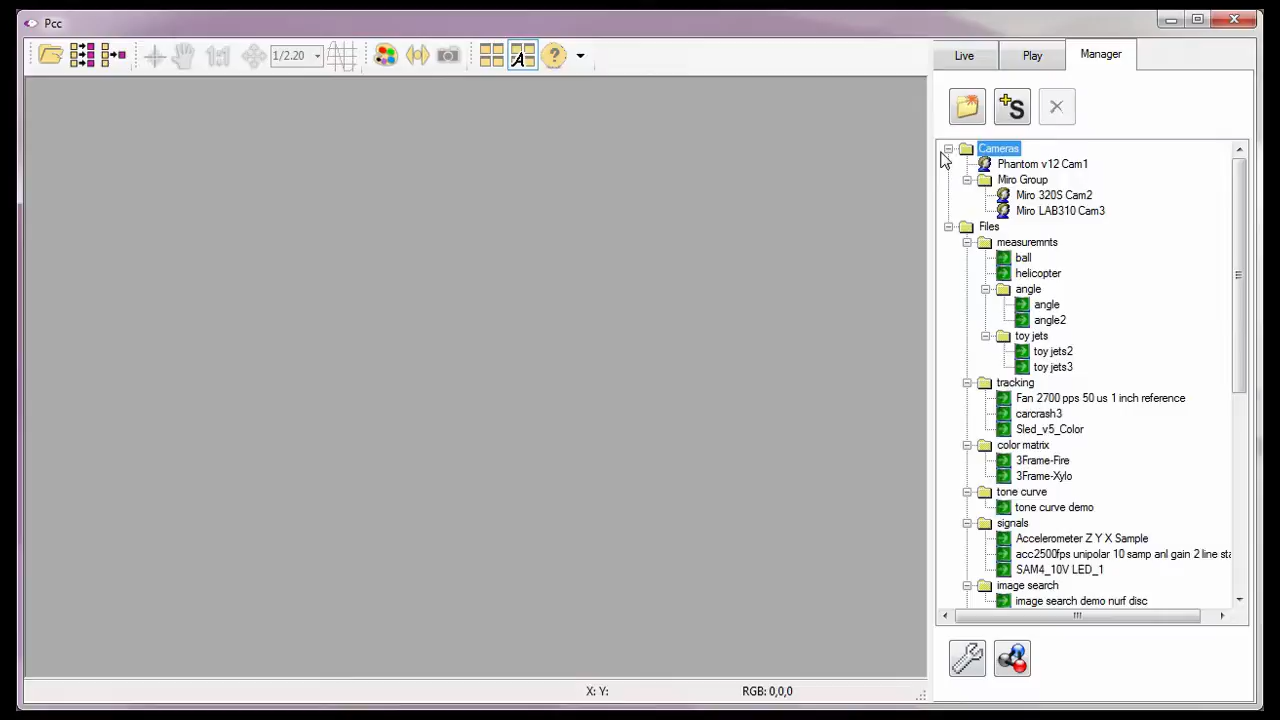 Pcc
1/2.20
A
?
Live
Play
Manager
+S
Cameras
Phantom v12 Cam1
Miro Group
Miro 320S Cam2
Miro LAB310 Cam3
Files
measuremnts
ball
helicopter
angle
angle
angle2
toy jets
toy jets2
toy jets3
tracking
Fan 2700 pps 50 us 1 inch reference
carcrash3
Sled_v5_Color
color matrix
3Frame-Fire
3Frame-Xylo
tone curve
tone curve demo
signals
Accelerometer Z Y X Sample
acc2500fps unipolar 10 samp anl gain 2 line sta
SAM4_10V LED_1
image search
image search demo nurf disc
X: Y:
RGB: 0,0,0